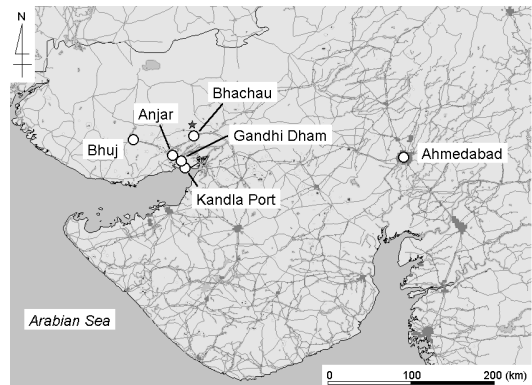 N
Bhachau
Anjar
Gandhi Dham
Bhuj
Ahmedabad
Kandla Port
Arabian Sea
0 100 200 (km)